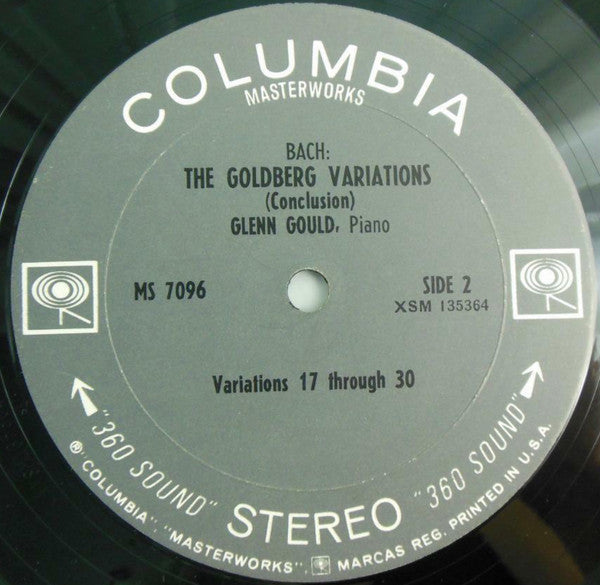 COLUMBIA
MASTERWORKS
BACH:
THE GOLDBERG VARIATIONS
(Conclusion)
GLENN GOULD, Piano
MS 7096
SIDE 2
XSM 135364
Variations 17 through 30
"360 SOUND" STEREO "360 SOUND"
® "COLUMBIA", "MASTERWORKS", MARCAS REG. PRINTED IN U.S.A.